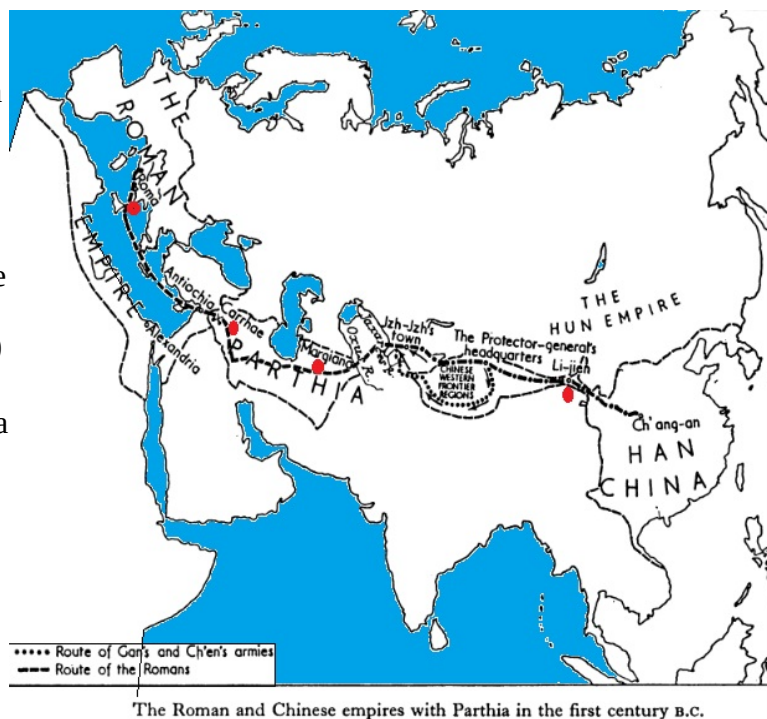 THE
ROMAN
EMPIRE
Roma
Antiochia
Carrhae
Alexandria
Margiana
PARTHIA
Oxus R.
Jzh-Jzh's
town
The Protector-general's
headquarters
CHINESE
WESTERN
FRONTIER
REGIONS
THE
HUN EMPIRE
Li-jien
Ch'ang-an
HAN
CHINA
Route of Gan's and Ch'en's armies
Route of the Romans
The Roman and Chinese empires with Parthia in the first century B.C.
e
)
a